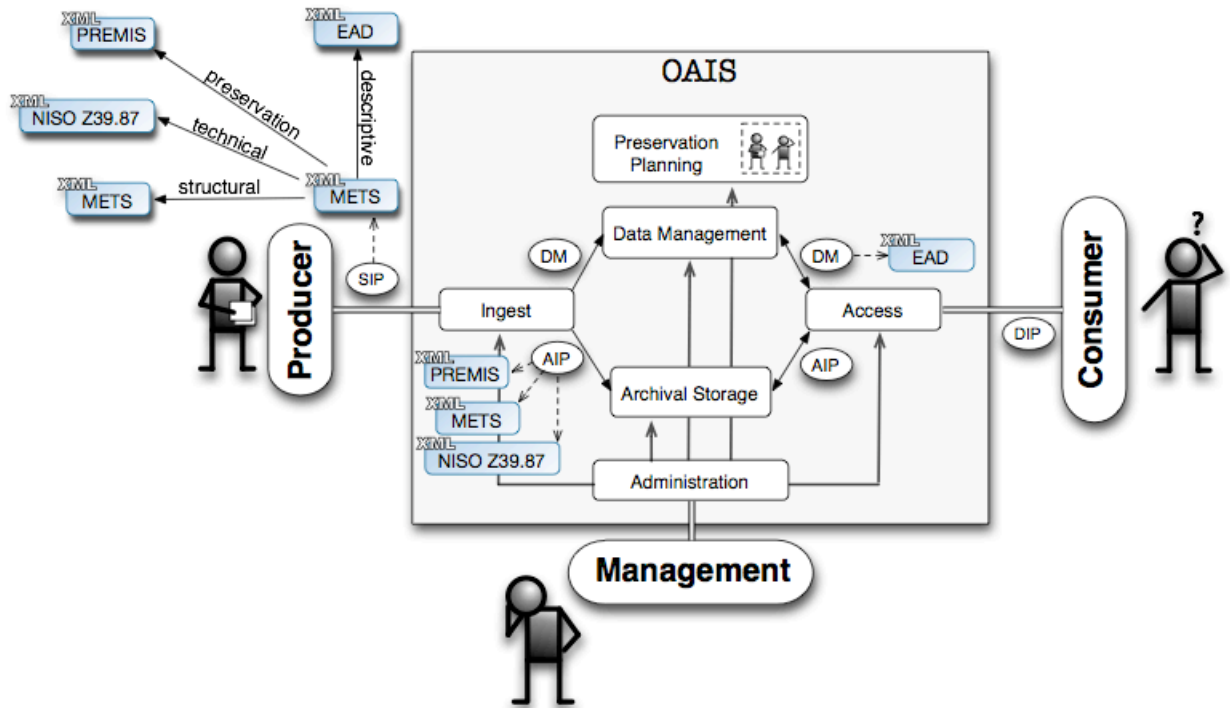 XML
PREMIS
XML
EAD
OAIS
preservation
descriptive
XML
NISO Z39.87
technical
Preservation
Planning
XML
METS
structural
XML
METS
?
Data Management
SIP
DM
DM
XML
EAD
Producer
Ingest
Access
Consumer
DIP
XML
PREMIS
AIP
AIP
Archival Storage
XML
METS
XML
NISO Z39.87
Administration
Management